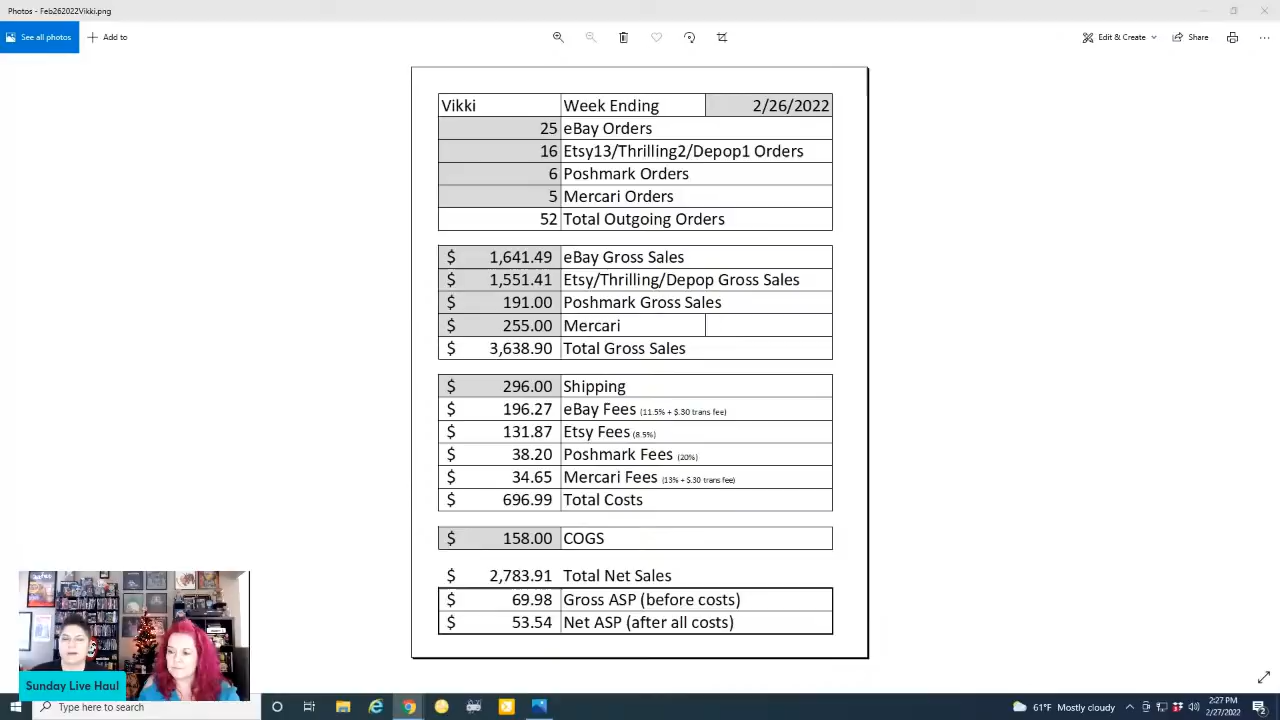 Photos - Feb262022Vikki.png
See all photos
Add to
Edit & Create
Share
Vikki Week Ending 2/26/2022
25 eBay Orders
16 Etsy13/Thrilling2/Depop1 Orders
6 Poshmark Orders
5 Mercari Orders
52 Total Outgoing Orders
$ 1,641.49 eBay Gross Sales
$ 1,551.41 Etsy/Thrilling/Depop Gross Sales
$ 191.00 Poshmark Gross Sales
$ 255.00 Mercari
$ 3,638.90 Total Gross Sales
$ 296.00 Shipping
$ 196.27 eBay Fees (11.5% + $.30 trans fee)
$ 131.87 Etsy Fees (8.5%)
$ 38.20 Poshmark Fees (20%)
$ 34.65 Mercari Fees (13% + $.30 trans fee)
$ 696.99 Total Costs
$ 158.00 COGS
$ 2,783.91 Total Net Sales
$ 69.98 Gross ASP (before costs)
$ 53.54 Net ASP (after all costs)
Sunday Live Haul
Type here to search
61°F Mostly cloudy
2:27 PM
2/27/2022
2